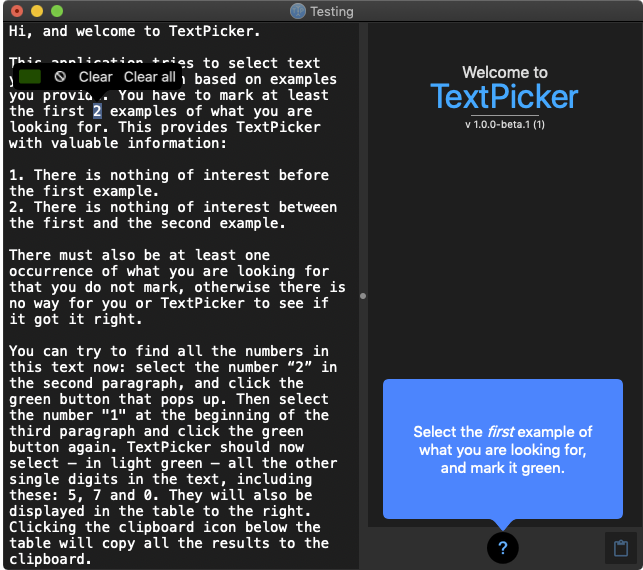 Testing
Hi, and welcome to TextPicker.
This application tries to select text
Clear Clear all
based on examples
you provide. You have to mark at least
the first 2 examples of what you are
looking for. This provides TextPicker
with valuable information:
1. There is nothing of interest before
the first example.
2. There is nothing of interest between
the first and the second example.
There must also be at least one
occurrence of what you are looking for
that you do not mark, otherwise there is
no way for you or TextPicker to see if
it got it right.
You can try to find all the numbers in
this text now: select the number “2” in
the second paragraph, and click the
green button that pops up. Then select
the number "1" at the beginning of the
third paragraph and click the green
button again. TextPicker should now
select – in light green – all the other
single digits in the text, including
these: 5, 7 and 0. They will also be
displayed in the table to the right.
Clicking the clipboard icon below the
table will copy all the results to the
clipboard.
Welcome to
TextPicker
v 1.0.0-beta.1 (1)
Select the first example of
what you are looking for,
and mark it green.
?